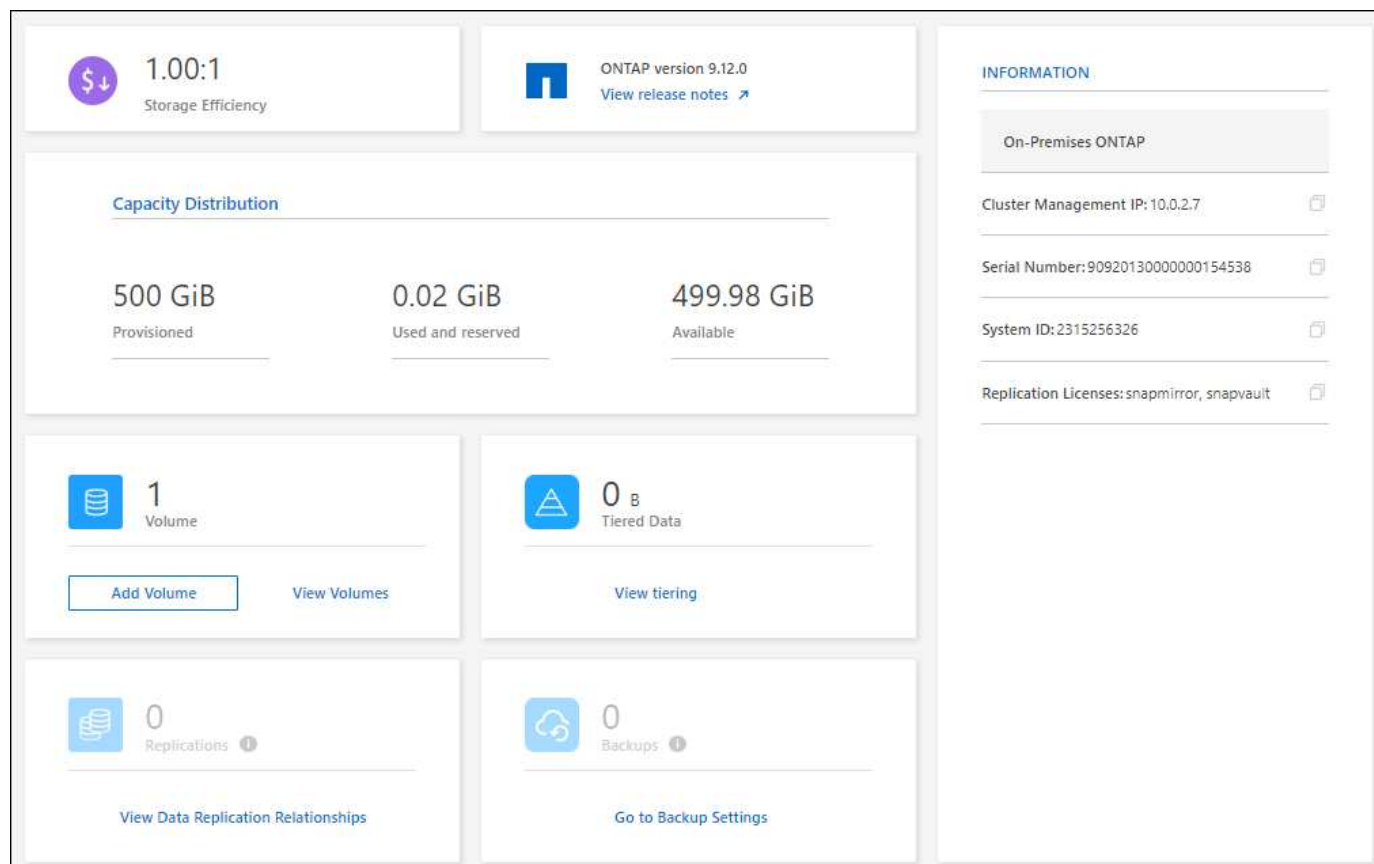 1.00:1
Storage Efficiency
ONTAP version 9.12.0
View release notes
Capacity Distribution
500 GiB
Provisioned
0.02 GiB
Used and reserved
499.98 GiB
Available
1
Volume
Add Volume
View Volumes
0 B
Tiered Data
View tiering
0
Replications
View Data Replication Relationships
0
Backups
Go to Backup Settings
INFORMATION
On-Premises ONTAP
Cluster Management IP: 10.0.2.7
Serial Number: 90920130000000154538
System ID: 2315256326
Replication Licenses: snapmirror, snapvault